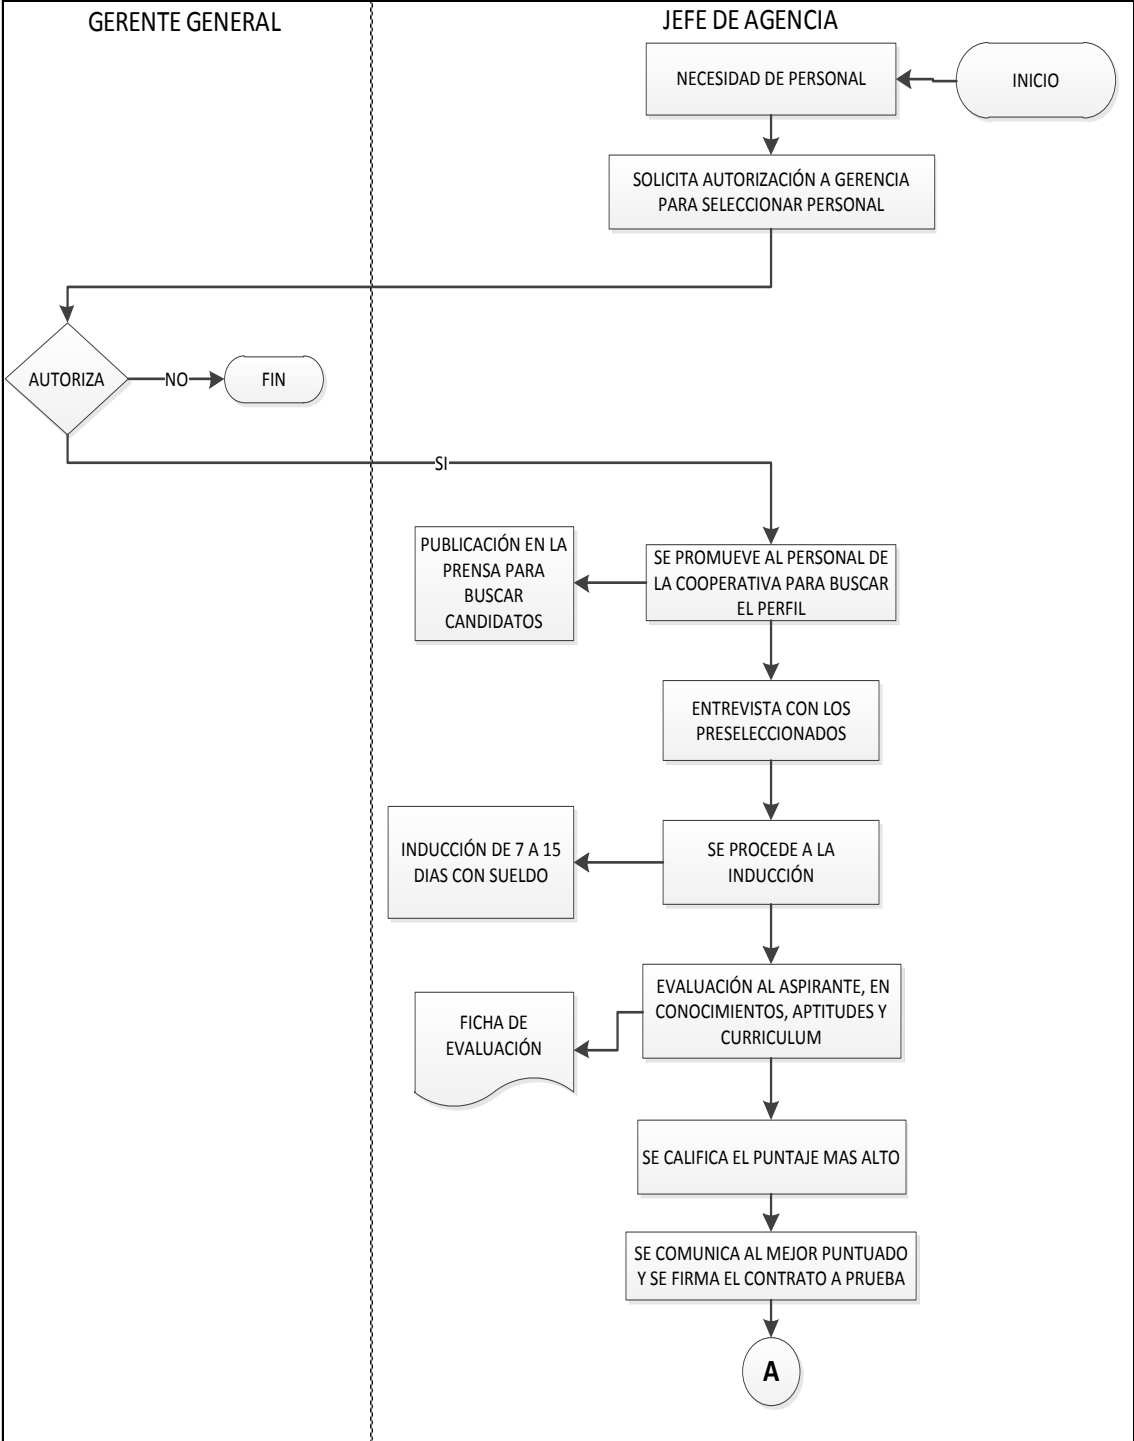 GERENTE GENERAL
JEFE DE AGENCIA
NECESIDAD DE PERSONAL
INICIO
SOLICITA AUTORIZACIÓN A GERENCIA
PARA SELECCIONAR PERSONAL
AUTORIZA
NO
FIN
SI
PUBLICACIÓN EN LA
PRENSA PARA
BUSCAR
CANDIDATOS
SE PROMUEVE AL PERSONAL DE
LA COOPERATIVA PARA BUSCAR
EL PERFIL
ENTREVISTA CON LOS
PRESELECCIONADOS
INDUCCIÓN DE 7 A 15
DIAS CON SUELDO
SE PROCEDE A LA
INDUCCIÓN
EVALUACIÓN AL ASPIRANTE, EN
CONOCIMIENTOS, APTITUDES Y
CURRICULUM
FICHA DE
EVALUACIÓN
SE CALIFICA EL PUNTAJE MAS ALTO
SE COMUNICA AL MEJOR PUNTUADO
Y SE FIRMA EL CONTRATO A PRUEBA
A